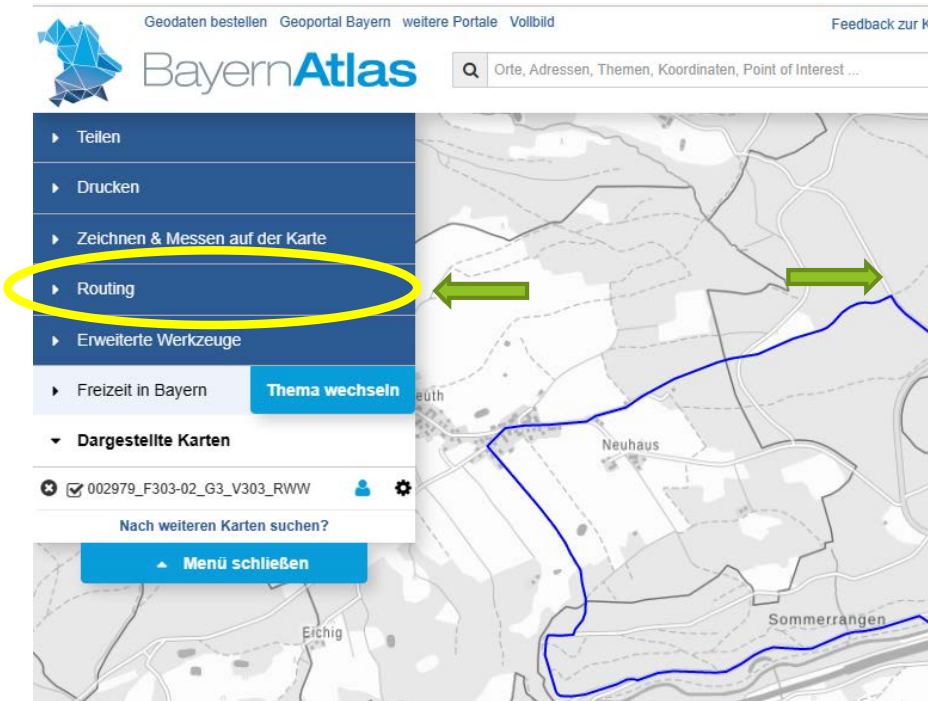 Geodaten bestellen Geoportal Bayern weitere Portale Vollbild
Feedback zur K
BayernAtlas
Orte, Adressen, Themen, Koordinaten, Point of Interest ...
Teilen
Drucken
Zeichnen & Messen auf der Karte
Routing
Erweiterte Werkzeuge
Freizeit in Bayern
Thema wechseln
euth
Dargestellte Karten
Neuhaus
002979_F303-02_G3_V303_RWW
Nach weiteren Karten suchen?
Menü schließen
Sommerrangen
Eichig